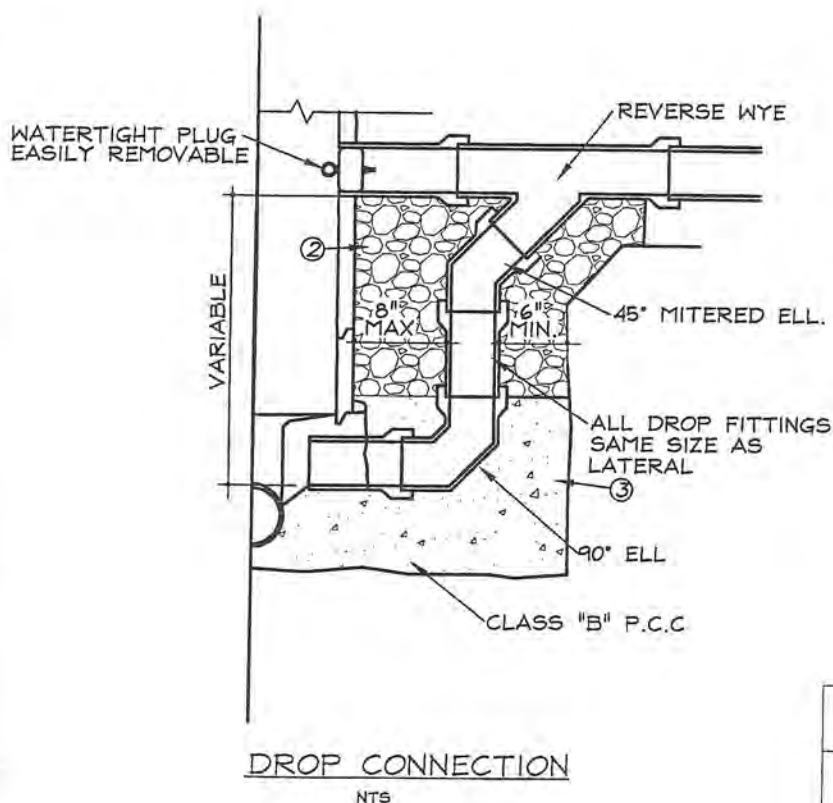 REVERSE WYE
WATERTIGHT PLUG
EASILY REMOVABLE
2
8"
MAX
6"
MIN.
45° MITERED ELL.
VARIABLE
ALL DROP FITTINGS
SAME SIZE AS
LATERAL
3
90° ELL
CLASS "B" P.C.C
DROP CONNECTION
NTS